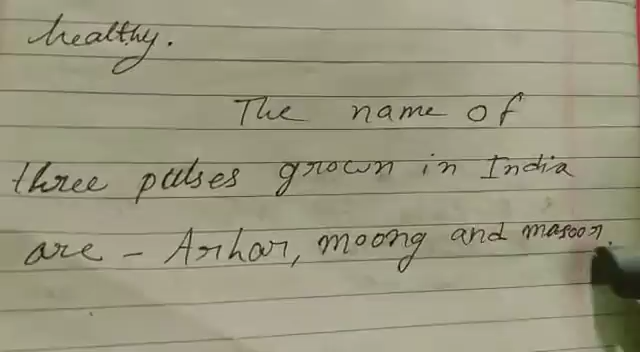 healthy.
The name of
three pulses grown in India
are - Arhar, moong and masoor.